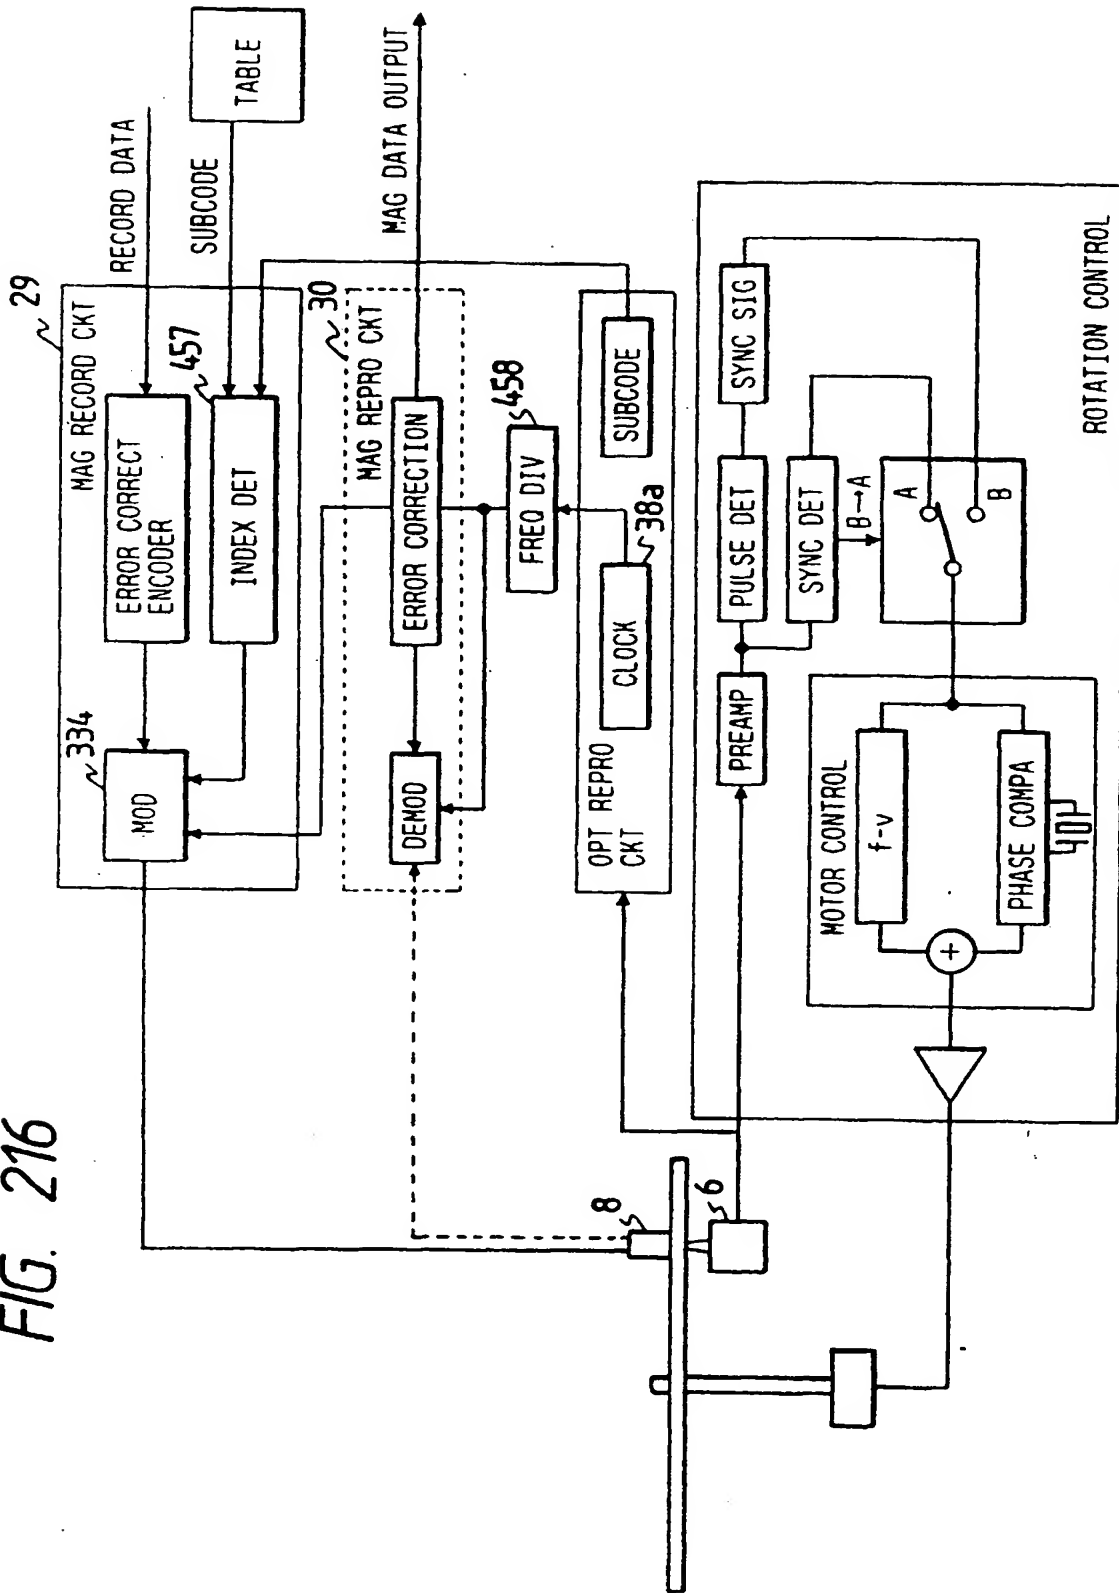 FIG. 216
29
MAG RECORD CKT
RECORD DATA
TABLE
334
MOD
ERROR CORRECT
ENCODER
457
INDEX DET
SUBCODE
30
MAG REPRO CKT
MAG DATA OUTPUT
DEMOD
ERROR CORRECTION
458
FREQ DIV
OPT REPRO
CKT
CLOCK
38a
SUBCODE
8
6
PREAMP
PULSE DET
SYNC SIG
SYNC DET
B→A
A
B
MOTOR CONTROL
f-v
PHASE COMPA
ROTATION CONTROL
+